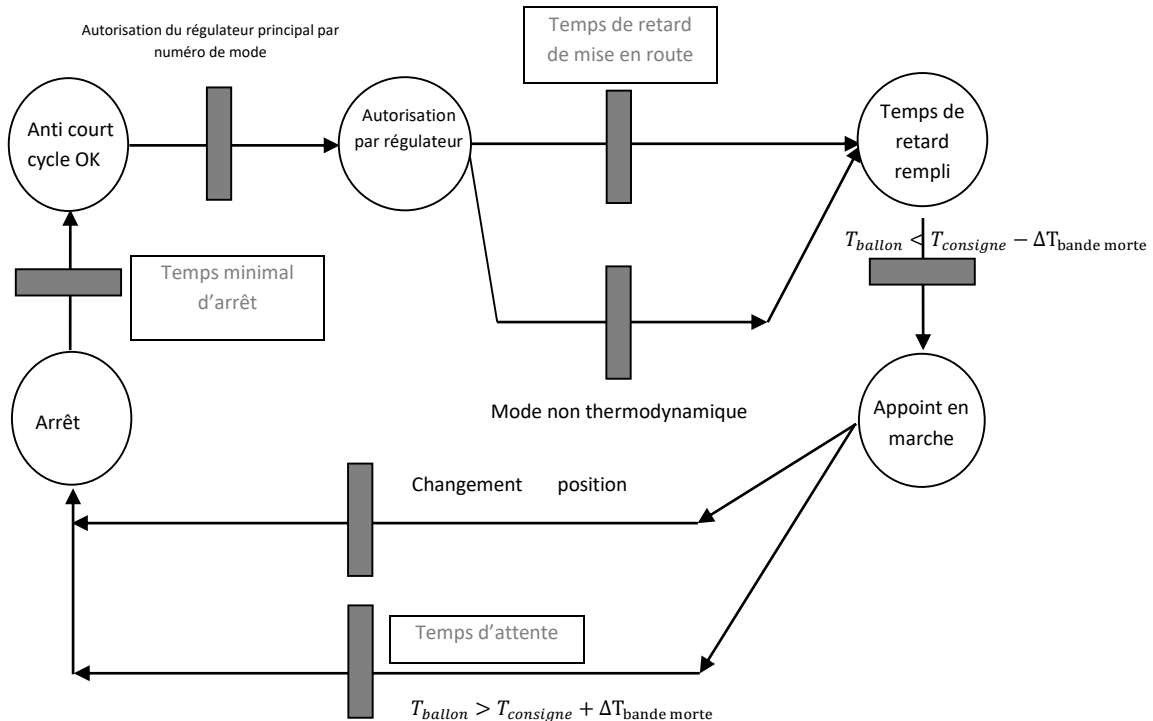 Autorisation du régulateur principal par
numéro de mode
Temps de retard
de mise en route
Anti court
cycle OK
Autorisation
par régulateur
Temps de
retard
rempli
T_ballon < T_consigne − ΔT_bande morte
Temps minimal
d'arrêt
Arrêt
Mode non thermodynamique
Appoint en
marche
Changement position
Temps d'attente
T_ballon > T_consigne + ΔT_bande morte